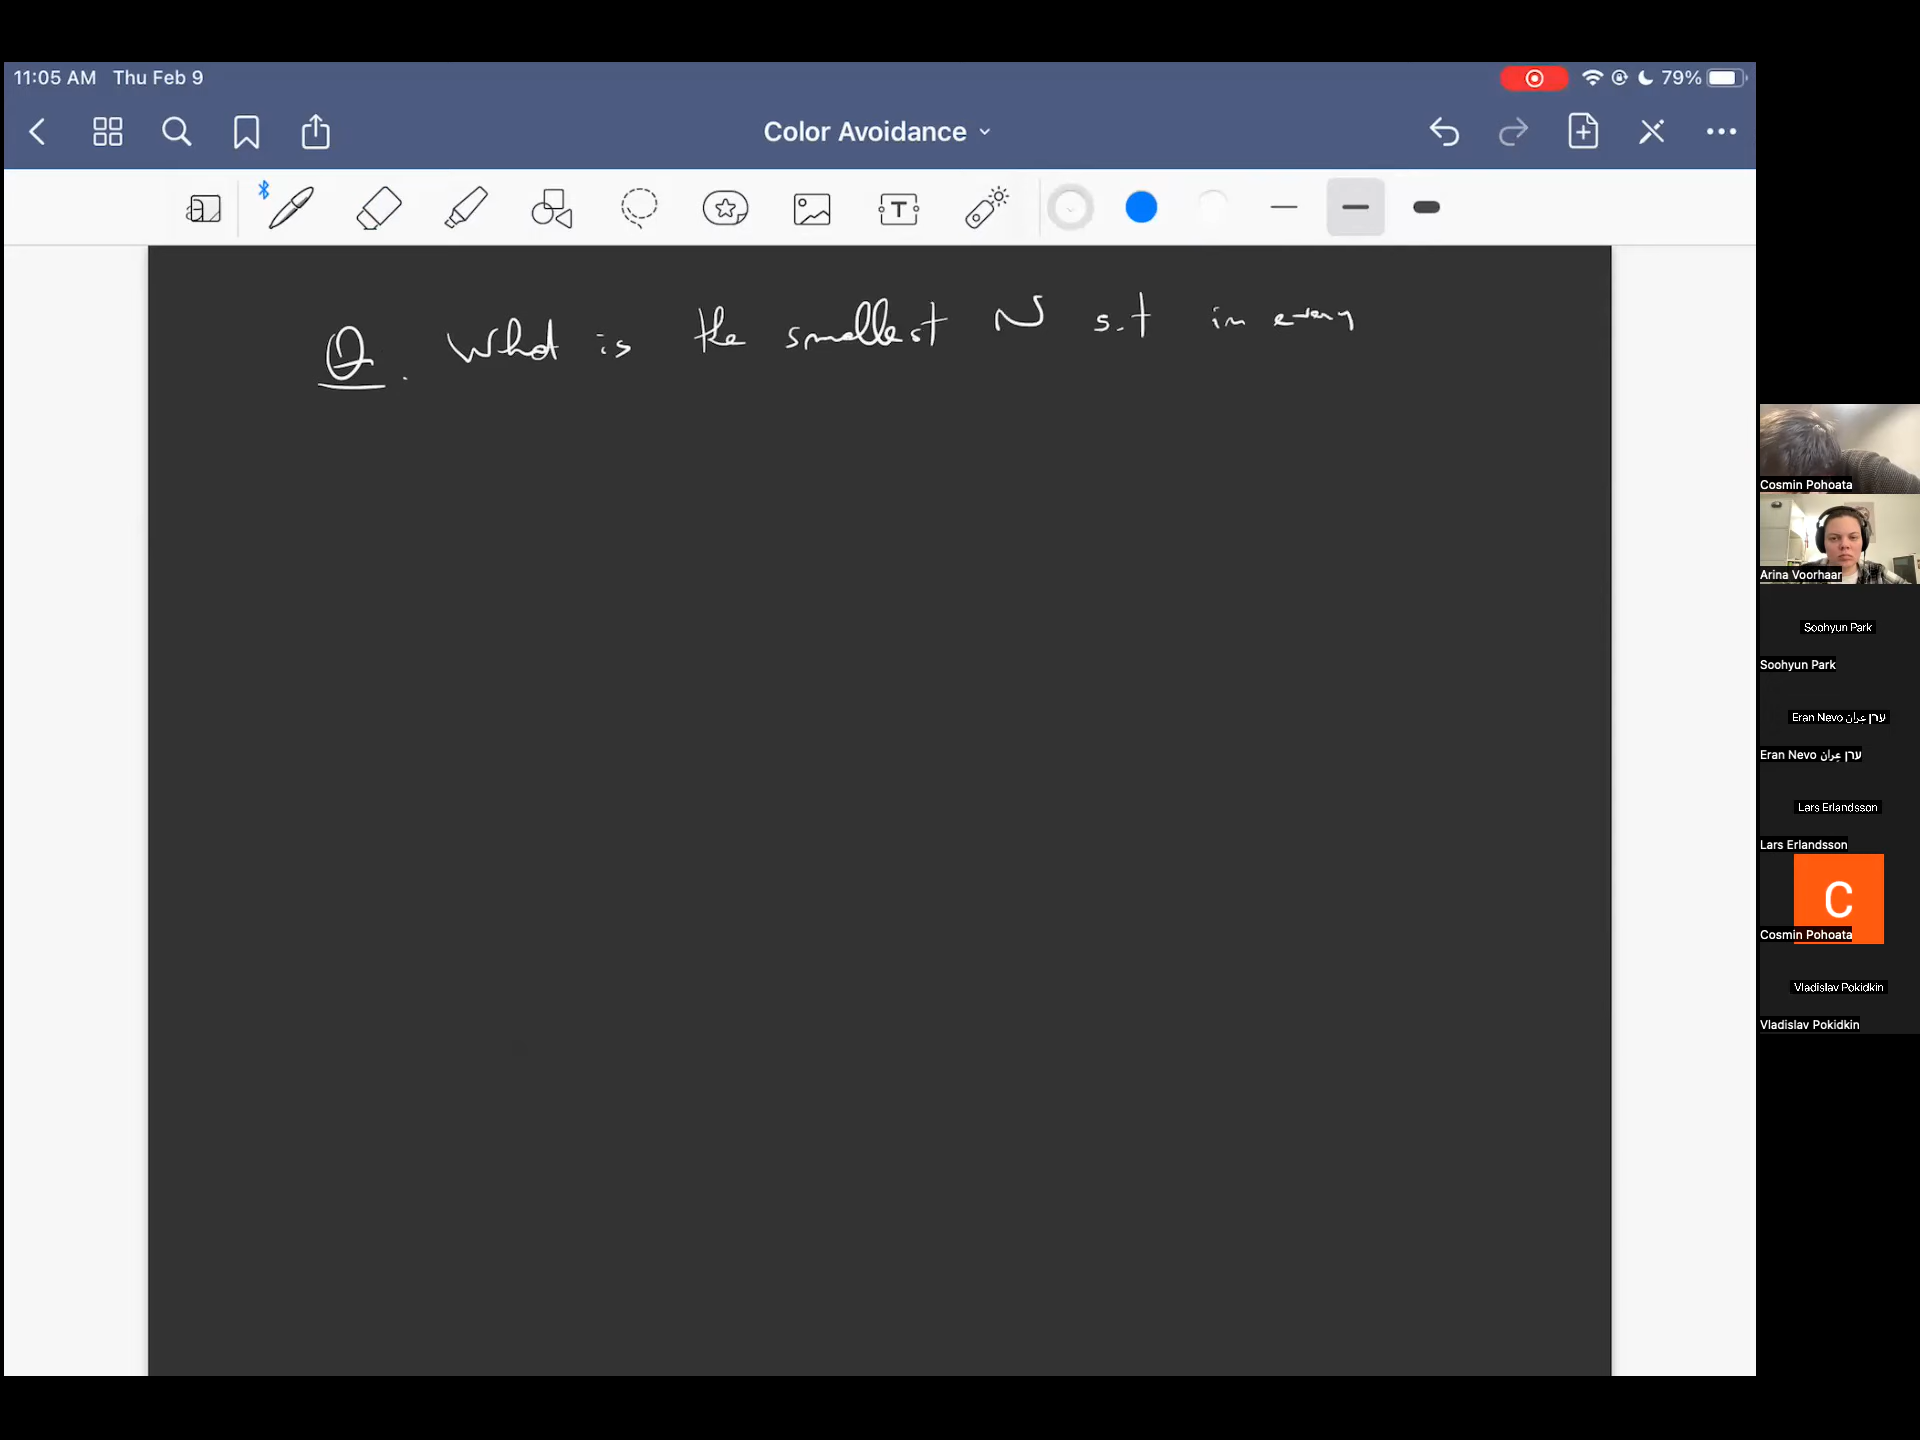 11:05 AM Thu Feb 9
79%
Color Avoidance
T
Q. What is the smallest N s.t in every
Cosmin Pohoata
Arina Voorhaar
Soohyun Park
Soohyun Park
Eran Nevo ערן عران
Eran Nevo ערן عران
Lars Erlandsson
Lars Erlandsson
C
Cosmin Pohoata
Vladislav Pokidkin
Vladislav Pokidkin